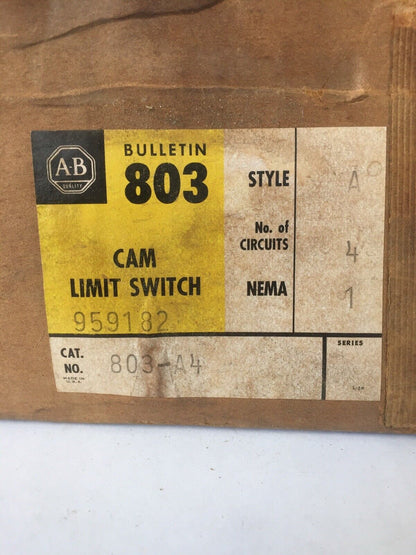 A-B
QUALITY
BULLETIN
803
CAM
LIMIT SWITCH
959182
STYLE A
No. of
CIRCUITS 4
NEMA 1
CAT.
NO. 803-A4
MADE IN
U.S.A.
SERIES